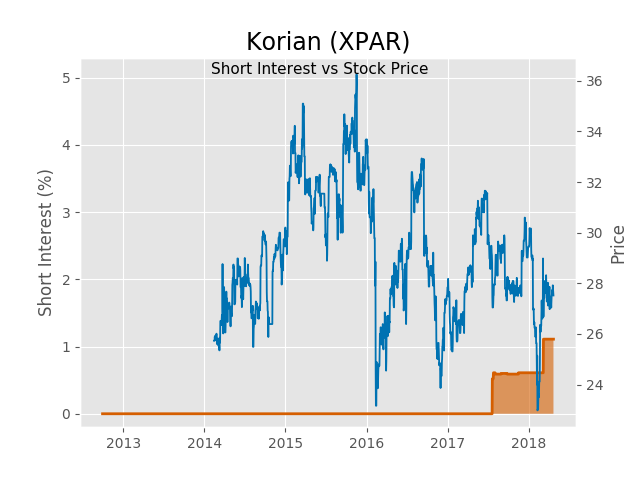 Korian (XPAR)
Short Interest vs Stock Price
Short Interest (%)
5
4
3
2
1
0
36
34
32
30
28
26
24
Price
2013 2014 2015 2016 2017 2018